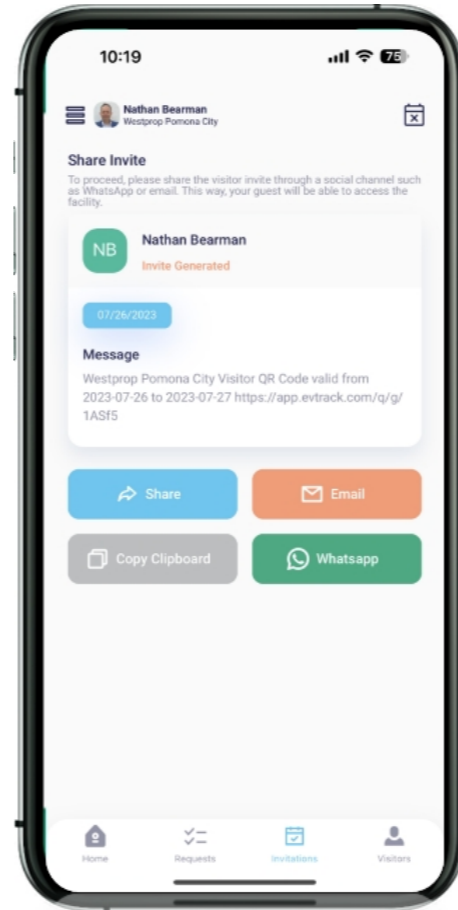 10:19
75
Nathan Bearman
Westprop Pomona City
Share Invite
To proceed, please share the visitor invite through a social channel such
as WhatsApp or email. This way, your guest will be able to access the
facility.
NB
Nathan Bearman
Invite Generated
07/26/2023
Message
Westprop Pomona City Visitor QR Code valid from
2023-07-26 to 2023-07-27 https://app.evtrack.com/q/g/
1ASf5
Share
Email
Copy Clipboard
Whatsapp
Home
Requests
Invitations
Visitors